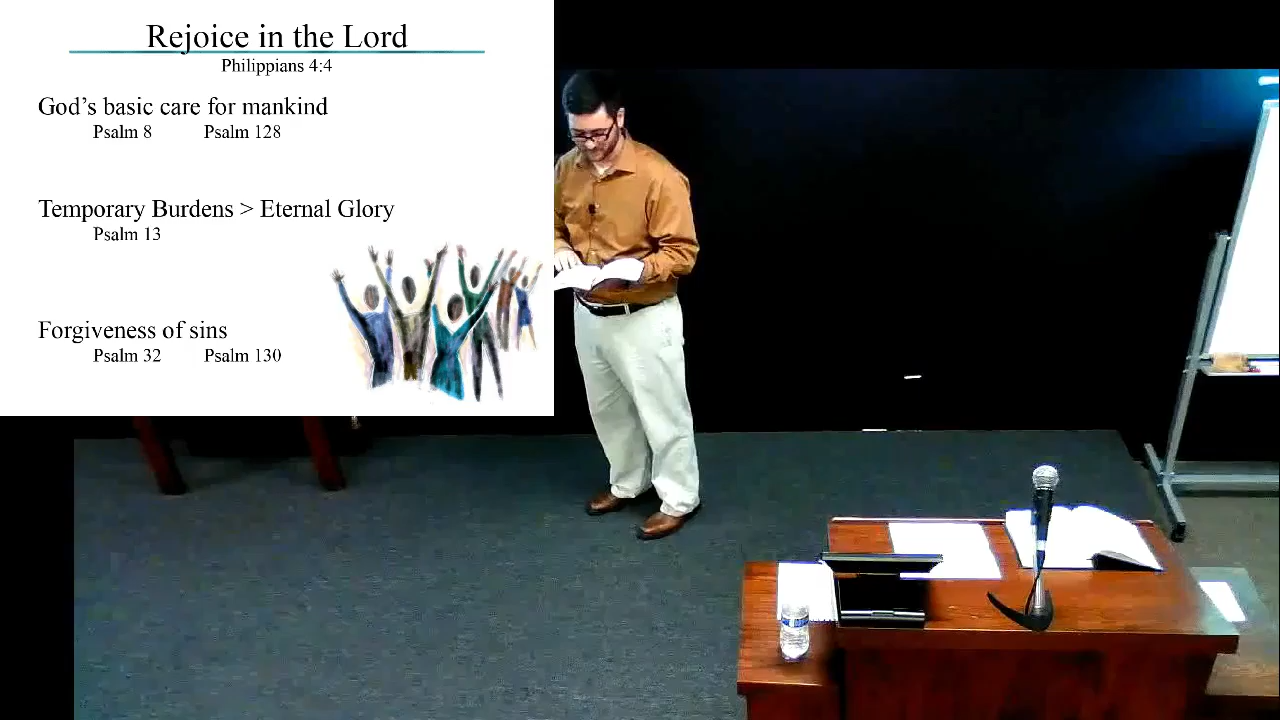 Rejoice in the Lord
Philippians 4:4
God's basic care for mankind
Psalm 8 Psalm 128
Temporary Burdens > Eternal Glory
Psalm 13
Forgiveness of sins
Psalm 32 Psalm 130